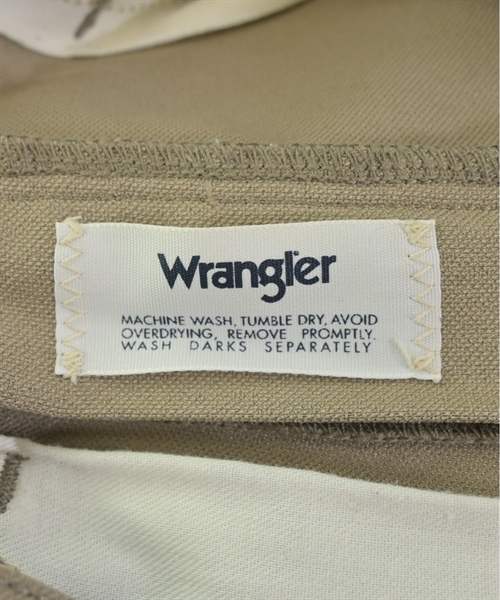 Wrangler
MACHINE WASH, TUMBLE DRY, AVOID
OVERDRYING, REMOVE PROMPTLY.
WASH DARKS SEPARATELY